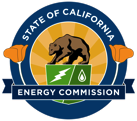 STATE OF CALIFORNIA
ENERGY COMMISSION